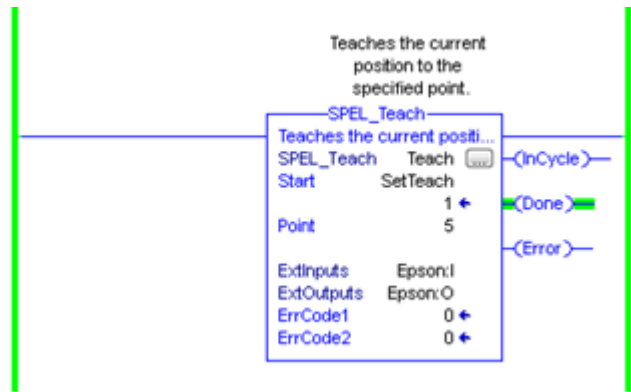 Teaches the current
position to the
specified point.
SPEL_Teach
Teaches the current positi...
SPEL_Teach Teach ... (InCycle)
Start SetTeach
1 (Done)
Point 5
(Error)
ExtInputs Epson:I
ExtOutputs Epson:O
ErrCode1 0
ErrCode2 0